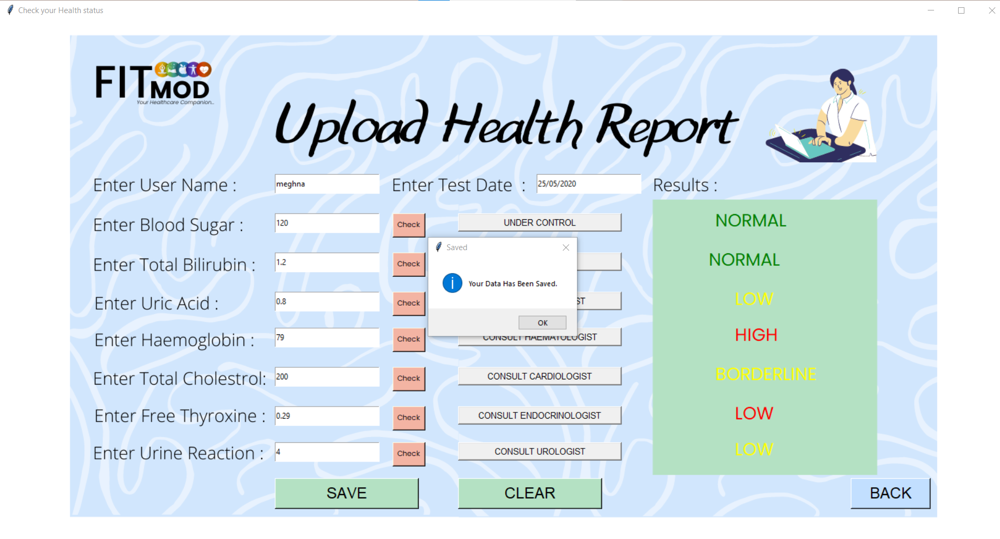 Check your Health status
FIT MOD
Your Healthcare Companion..
Upload Health Report
Enter User Name : meghna Enter Test Date : 25/05/2020 Results :
Enter Blood Sugar : 120 Check UNDER CONTROL NORMAL
Saved
Enter Total Bilirubin : 1.2 Check NORMAL
Your Data Has Been Saved.
Enter Uric Acid : 0.8 Check ST LOW
OK
Enter Haemoglobin : 79 Check CONSULT HAEMATOLOGIST HIGH
Enter Total Cholestrol: 200 Check CONSULT CARDIOLOGIST BORDERLINE
Enter Free Thyroxine : 0.29 Check CONSULT ENDOCRINOLOGIST LOW
Enter Urine Reaction : 4 Check CONSULT UROLOGIST LOW
SAVE CLEAR BACK